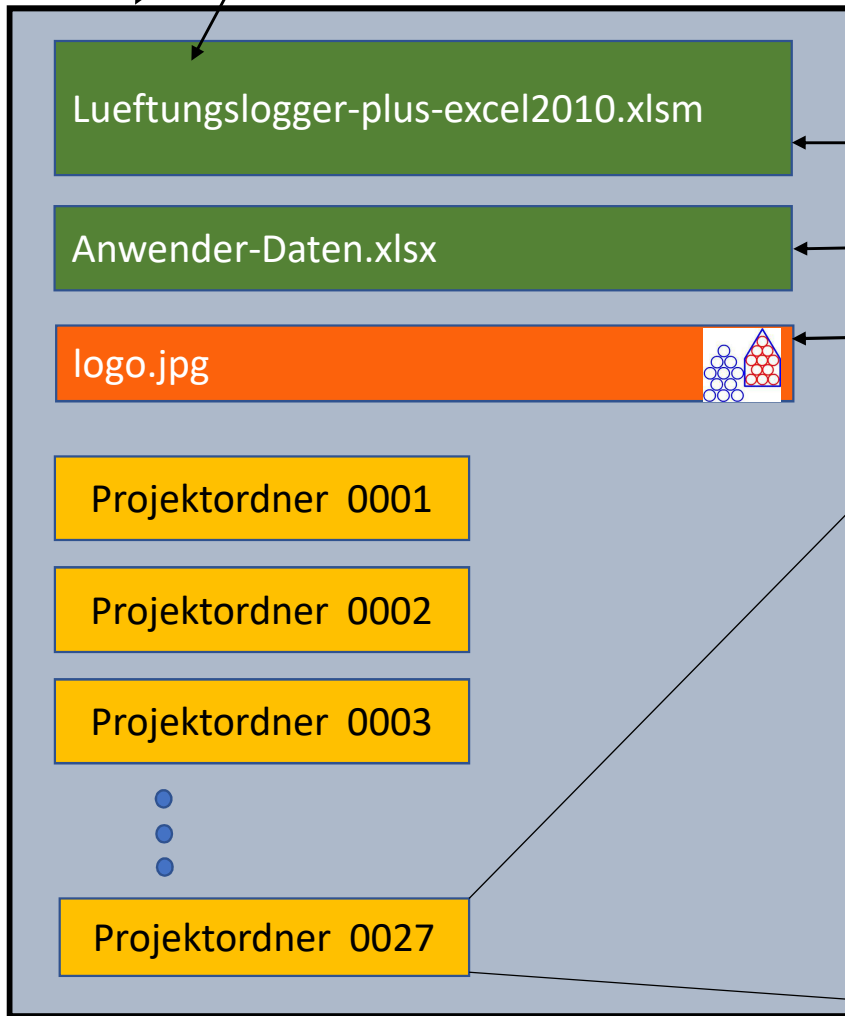 Lueftungslogger-plus-excel2010.xlsm
Anwender-Daten.xlsx
logo.jpg
Projektordner 0001
Projektordner 0002
Projektordner 0003
Projektordner 0027